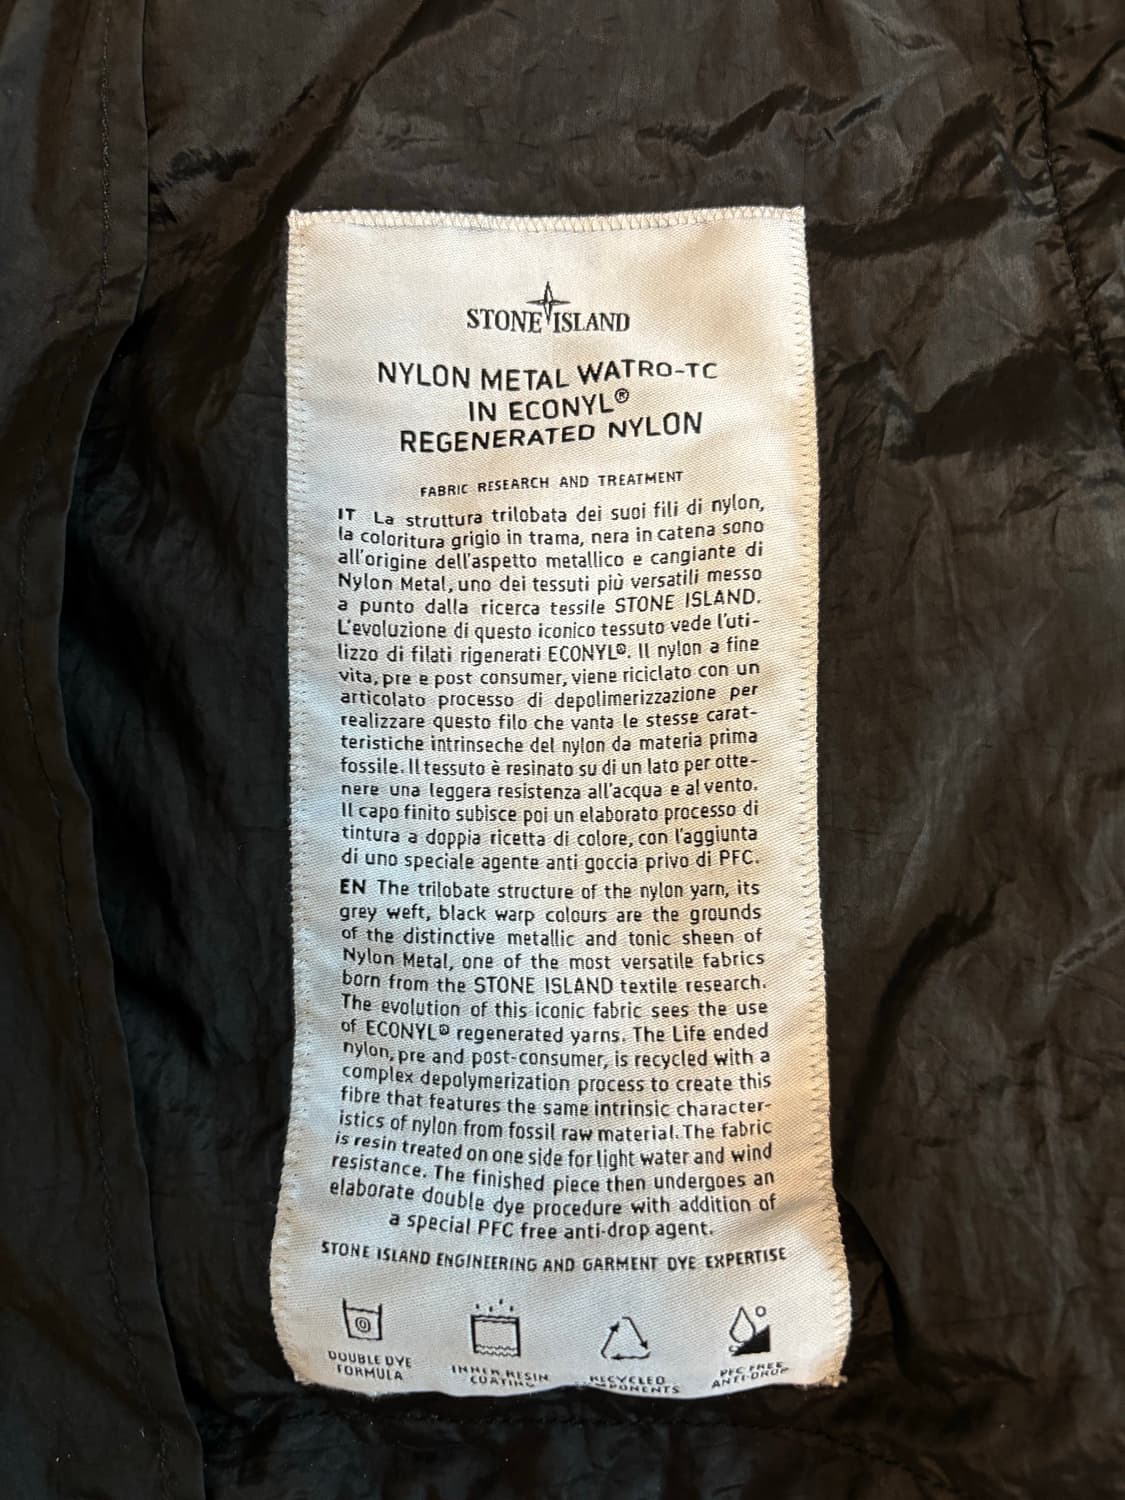 STONE ISLAND
NYLON METAL WATRO-TC
IN ECONYL®
REGENERATED NYLON
FABRIC RESEARCH AND TREATMENT
IT La struttura trilobata dei suoi fili di nylon,
la coloritura grigio in trama, nera in catena sono
all'origine dell'aspetto metallico e cangiante di
Nylon Metal, uno dei tessuti più versatili messo
a punto dalla ricerca tessile STONE ISLAND.
L'evoluzione di questo iconico tessuto vede l'uti-
lizzo di filati rigenerati ECONYL®. Il nylon a fine
vita, pre e post consumer, viene riciclato con un
articolato processo di depolimerizzazione per
realizzare questo filo che vanta le stesse carat-
teristiche intrinseche del nylon da materia prima
fossile. Il tessuto è resinato su di un lato per otte-
nere una leggera resistenza all'acqua e al vento.
Il capo finito subisce poi un elaborato processo di
tintura a doppia ricetta di colore, con l'aggiunta
di uno speciale agente anti goccia privo di PFC.
EN The trilobate structure of the nylon yarn, its
grey weft, black warp colours are the grounds
of the distinctive metallic and tonic sheen of
Nylon Metal, one of the most versatile fabrics
born from the STONE ISLAND textile research.
The evolution of this iconic fabric sees the use
of ECONYL® regenerated yarns. The Life ended
nylon, pre and post-consumer, is recycled with a
complex depolymerization process to create this
fibre that features the same intrinsic character-
istics of nylon from fossil raw material. The fabric
is resin treated on one side for light water and wind
resistance. The finished piece then undergoes an
elaborate double dye procedure with addition of
a special PFC free anti-drop agent.
STONE ISLAND ENGINEERING AND GARMENT DYE EXPERTISE
DOUBLE DYE
FORMULA
INNER RESIN
COATING
RECYCLED
PFC FREE
ANTI-DROP